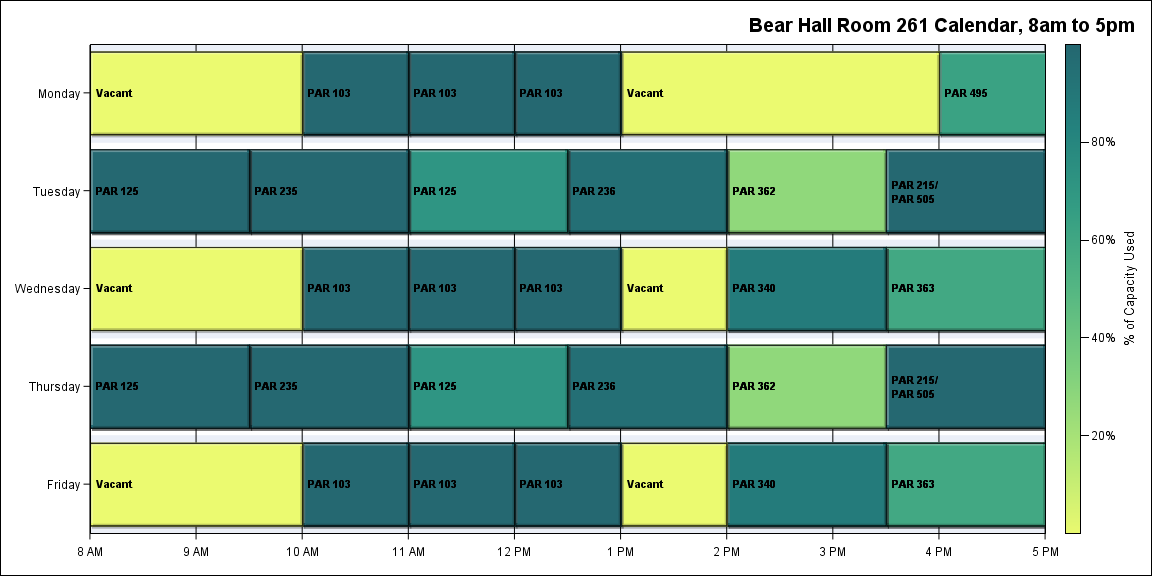 Bear Hall Room 261 Calendar, 8am to 5pm
Monday
Vacant
PAR 103
PAR 103
PAR 103
Vacant
PAR 495
Tuesday
PAR 125
PAR 235
PAR 125
PAR 236
PAR 362
PAR 215/
PAR 505
Wednesday
Vacant
PAR 103
PAR 103
PAR 103
Vacant
PAR 340
PAR 363
Thursday
PAR 125
PAR 235
PAR 125
PAR 236
PAR 362
PAR 215/
PAR 505
Friday
Vacant
PAR 103
PAR 103
PAR 103
Vacant
PAR 340
PAR 363
8 AM
9 AM
10 AM
11 AM
12 PM
1 PM
2 PM
3 PM
4 PM
5 PM
80%
60%
40%
20%
% of Capacity Used